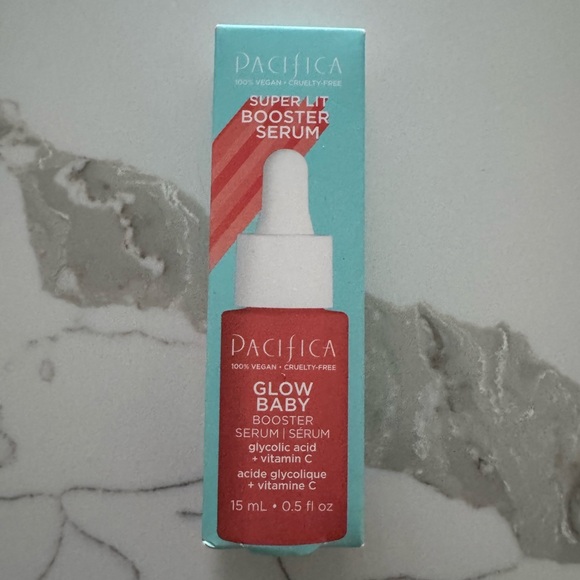 PACIFICA
100% VEGAN • CRUELTY-FREE
SUPER LIT
BOOSTER
SERUM
PACIFICA
100% VEGAN • CRUELTY-FREE
GLOW
BABY
BOOSTER
SERUM | SÉRUM
glycolic acid
+ vitamin C
acide glycolique
+ vitamine C
15 mL • 0.5 fl oz